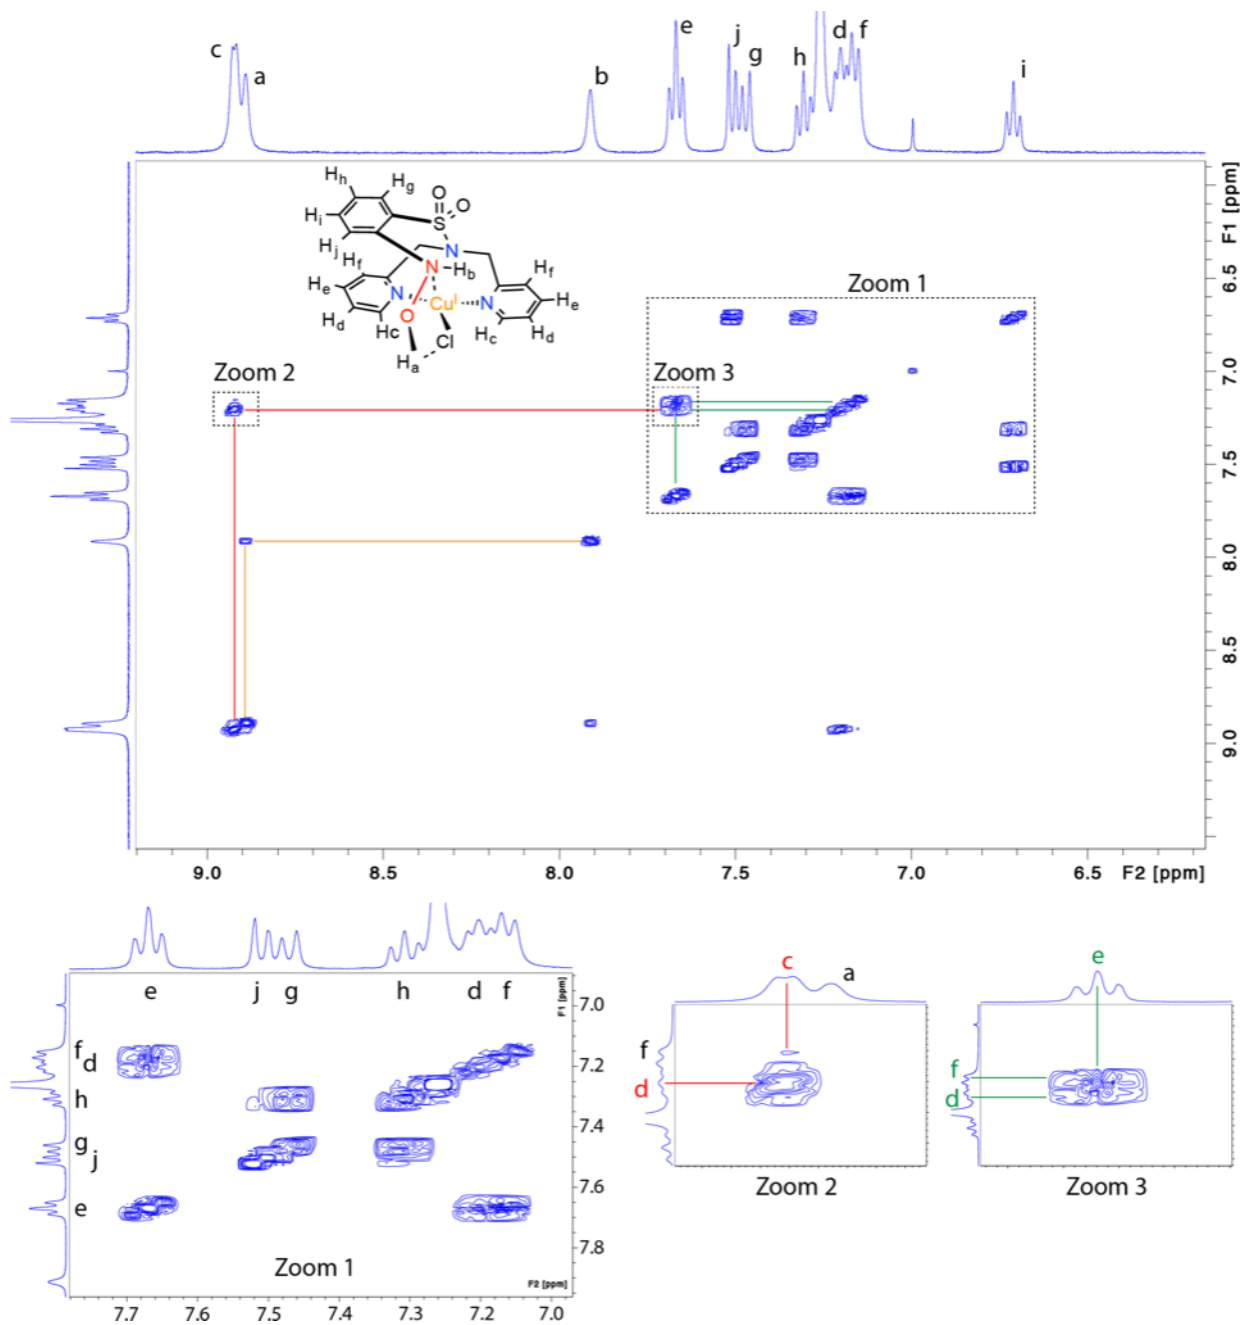 c a b e j g h d f i
Hh Hg O O
Hi S
Hj N
Hf N Hb Hf
He N CuI N He
Hd O Hd
Hc Cl Hc
Ha
Zoom 1
Zoom 2
Zoom 3
F1 [ppm]
6.5
7.0
7.5
8.0
8.5
9.0
9.0 8.5 8.0 7.5 7.0 6.5 F2 [ppm]
e j g h d f
f
d
h
g
j
e
F1 [ppm]
7.0
7.2
7.4
7.6
7.8
Zoom 1
F2 [ppm]
7.7 7.6 7.5 7.4 7.3 7.2 7.1 7.0
c a
f
d
Zoom 2
e
f
d
Zoom 3